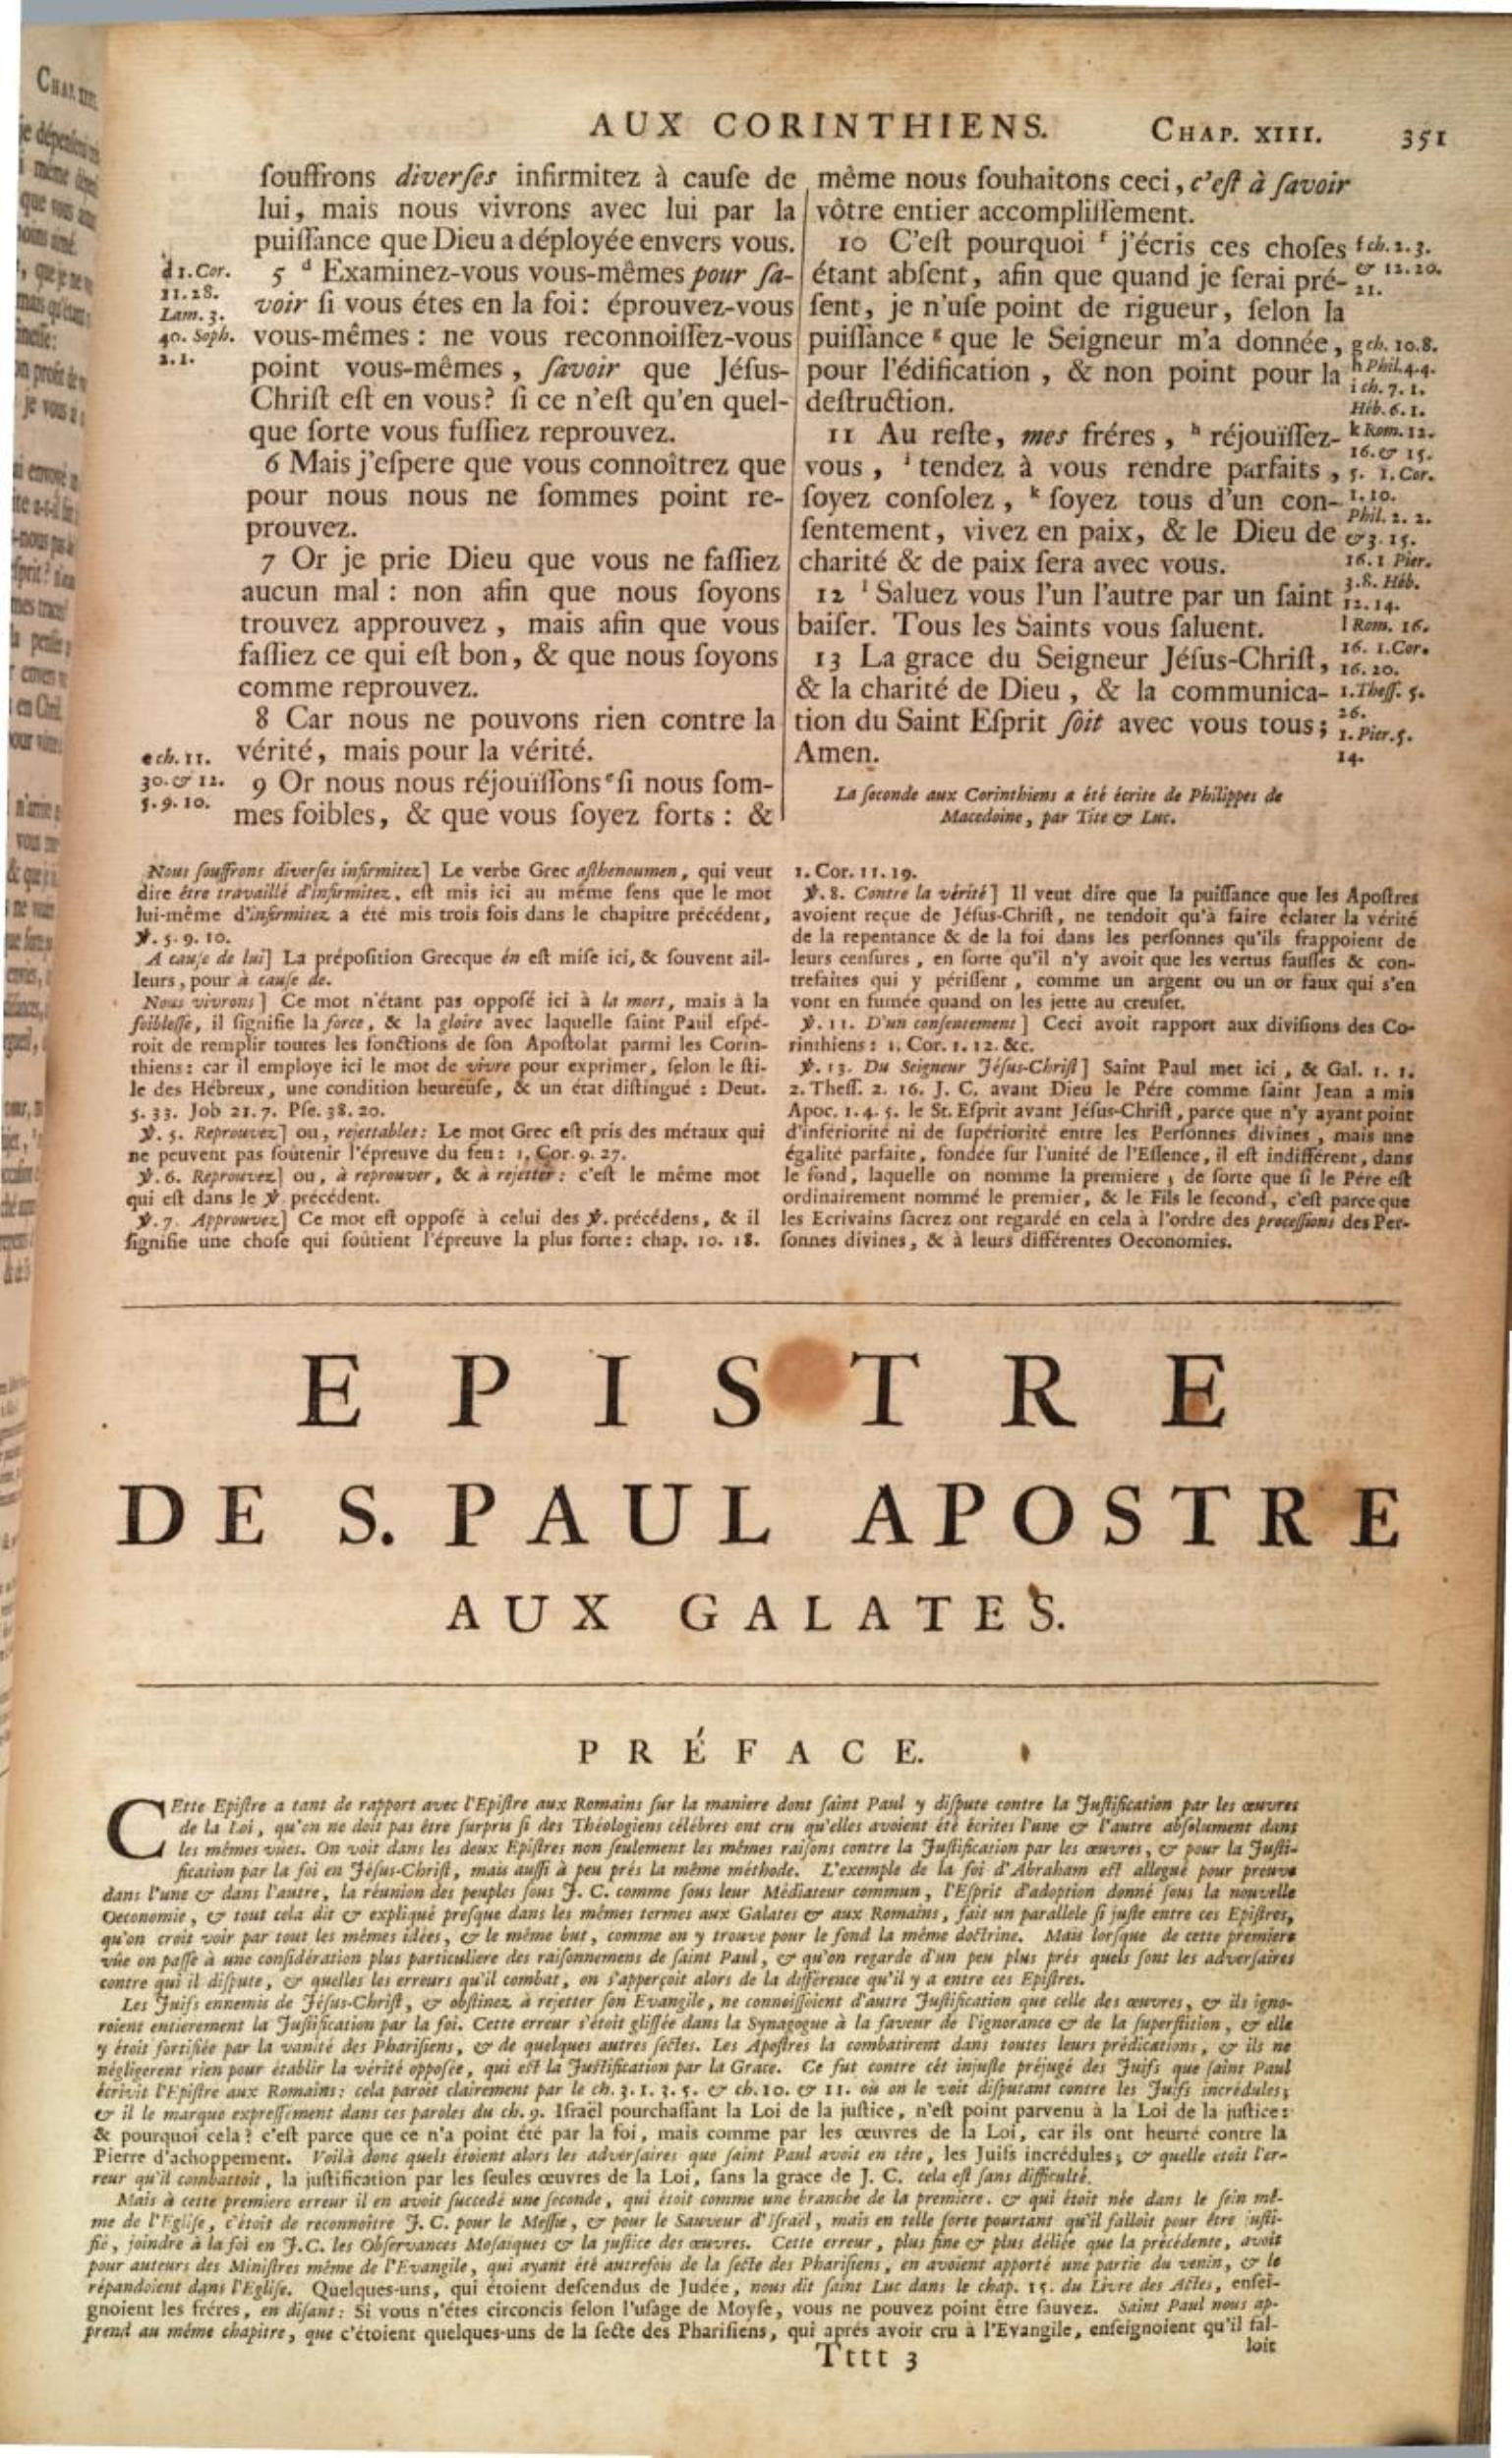 AUX CORINTHIENS. CHAP. XIII. 351
ſouffrons diverſes infirmitez à cauſe de
lui, mais nous vivrons avec lui par la
puiſſance que Dieu a déployée envers vous.
5 d Examinez-vous vous-mêmes pour ſa-
voir ſi vous étes en la foi: éprouvez-vous
vous-mêmes: ne vous reconnoiſſez-vous
point vous-mêmes, ſavoir que Jéſus-
Chriſt eſt en vous? ſi ce n'eſt qu'en quel-
que ſorte vous fuſſiez reprouvez.
6 Mais j'eſpere que vous connoîtrez que
pour nous nous ne ſommes point re-
prouvez.
7 Or je prie Dieu que vous ne faſſiez
aucun mal: non afin que nous ſoyons
trouvez approuvez, mais afin que vous
faſſiez ce qui eſt bon, & que nous ſoyons
comme reprouvez.
8 Car nous ne pouvons rien contre la
vérité, mais pour la vérité.
9 Or nous nous réjouïſſons e ſi nous ſom-
mes foibles, & que vous ſoyez forts: &
d 1. Cor.
11. 28.
Lam. 3.
40. Soph.
2. 1.
e ch. 11.
30. & 12.
5. 9. 10.
même nous ſouhaitons ceci, c'eſt à ſavoir
vôtre entier accompliſſement.
10 C'eſt pourquoi f j'écris ces choſes
étant abſent, afin que quand je ſerai pré-
ſent, je n'uſe point de rigueur, ſelon la
puiſſance g que le Seigneur m'a donnée,
pour l'édification, & non point pour la
deſtruction.
11 Au reſte, mes fréres, h réjouïſſez-
vous, i tendez à vous rendre parfaits,
ſoyez conſolez, k ſoyez tous d'un con-
ſentement, vivez en paix, & le Dieu de
charité & de paix ſera avec vous.
12 l Saluez vous l'un l'autre par un ſaint
baiſer. Tous les Saints vous ſaluent.
13 La grace du Seigneur Jéſus-Chriſt,
& la charité de Dieu, & la communica-
tion du Saint Eſprit ſoit avec vous tous;
Amen.
La ſeconde aux Corinthiens a été écrite de Philippes de
Macedoine, par Tite & Luc.
f ch. 2. 3.
& 12. 20.
21.
g ch. 10. 8.
h Phil. 4. 4.
i ch. 7. 1.
Héb. 6. 1.
k Rom. 12.
16. & 15.
5. 1. Cor.
1. 10.
Phil. 2. 2.
& 3. 15.
16. 1 Pier.
3. 8. Héb.
12. 14.
l Rom. 16.
16. 1. Cor.
16. 20.
1. Theſſ. 5.
26.
1. Pier. 5.
14.
Nous ſouffrons diverſes infirmitez] Le verbe Grec aſthenoumen, qui veut
dire être travaillé d'infirmitez, eſt mis ici au même ſens que le mot
lui-même d'infirmitez a été mis trois fois dans le chapitre précédent,
℣. 5. 9. 10.
A cauſe de lui] La préposition Grecque én eſt miſe ici, & ſouvent ail-
leurs, pour à cauſe de.
Nous vivrons] Ce mot n'étant pas oppoſé ici à la mort, mais à la
foibleſſe, il ſignifie la force, & la gloire avec laquelle ſaint Paul eſpé-
roit de remplir toutes les fonctions de ſon Apoſtolat parmi les Corin-
thiens: car il employe ici le mot de vivre pour exprimer, ſelon le ſti-
le des Hébreux, une condition heureuſe, & un état diſtingué: Deut.
5. 33. Job 21. 7. Pſe. 38. 20.
℣. 5. Reprouvez] ou, rejettables: Le mot Grec eſt pris des métaux qui
ne peuvent pas ſoûtenir l'épreuve du feu: 1. Cor. 9. 27.
℣. 6. Reprouvez] ou, à reprouver, & à rejetter: c'eſt le même mot
qui eſt dans le ℣. précédent.
℣. 7. Approuvez] Ce mot eſt oppoſé à celui des ℣. précédens, & il
ſignifie une choſe qui ſoûtient l'épreuve la plus forte: chap. 10. 18.
1. Cor. 11. 19.
℣. 8. Contre la vérité] Il veut dire que la puiſſance que les Apoſtres
avoient reçue de Jéſus-Chriſt, ne tendoit qu'à faire éclater la vérité
de la repentance & de la foi dans les perſonnes qu'ils frappoient de
leurs cenſures, en ſorte qu'il n'y avoit que les vertus fauſſes & con-
trefaites qui y périſſent, comme un argent ou un or faux qui s'en
vont en fumée quand on les jette au creuſet.
℣. 11. D'un conſentement] Ceci avoit rapport aux diviſions des Co-
rinthiens: 1. Cor. 1. 12. &c.
℣. 13. Du Seigneur Jéſus-Chriſt] Saint Paul met ici, & Gal. 1. 1.
2. Theſſ. 2. 16. J. C. avant Dieu le Pére comme ſaint Jean a mis
Apoc. 1. 4. 5. le St. Eſprit avant Jéſus-Chriſt, parce que n'y ayant point
d'infériorité ni de ſupériorité entre les Perſonnes divines, mais une
égalité parfaite, fondée ſur l'unité de l'Eſſence, il eſt indifférent, dans
le fond, laquelle on nomme la premiere; de ſorte que ſi le Pére eſt
ordinairement nommé le premier, & le Fils le ſecond, c'eſt parce que
les Ecrivains ſacrez ont regardé en cela à l'ordre des proceſſions des Per-
ſonnes divines, & à leurs différentes Oeconomies.
EPISTRE
DE S. PAUL APOSTRE
AUX GALATES.
PRÉFACE.
CEtte Epiſtre a tant de rapport avec l'Epiſtre aux Romains ſur la maniere dont ſaint Paul y diſpute contre la Juſtification par les œuvres
de la Loi, qu'on ne doit pas être ſurpris ſi des Théologiens célébres ont cru qu'elles avoient été écrites l'une & l'autre abſolument dans
les mêmes vûes. On voit dans les deux Epiſtres non ſeulement les mêmes raiſons contre la Juſtification par les œuvres, & pour la Juſti-
fication par la foi en Jéſus-Chriſt, mais auſſi à peu prés la même méthode. L'exemple de la foi d'Abraham eſt allegué pour preuve
dans l'une & dans l'autre, la réunion des peuples ſous J. C. comme ſous leur Médiateur commun, l'Eſprit d'adoption donné ſous la nouvelle
Oeconomie, & tout cela dit & expliqué preſque dans les mêmes termes aux Galates & aux Romains, fait un parallele ſi juſte entre ces Epiſtres,
qu'on croit voir par tout les mêmes idées, & le même but, comme on y trouve pour le fond la même doctrine. Mais lorſque de cette premiere
vûe on paſſe à une conſidération plus particuliere des raiſonnemens de ſaint Paul, & qu'on regarde d'un peu plus prés quels ſont les adverſaires
contre qui il diſpute, & quelles les erreurs qu'il combat, on s'apperçoit alors de la différence qu'il y a entre ces Epiſtres.
Les Juifs ennemis de Jéſus-Chriſt, & obſtinez à rejetter ſon Evangile, ne connoiſſoient d'autre Juſtification que celle des œuvres, & ils igno-
roient entierement la Juſtification par la foi. Cette erreur s'étoit gliſſée dans la Synagogue à la faveur de l'ignorance & de la ſuperſtition, & elle
y étoit fortifiée par la vanité des Phariſiens, & de quelques autres ſectes. Les Apoſtres la combatirent dans toutes leurs prédications, & ils ne
négligerent rien pour établir la vérité oppoſée, qui eſt la Juſtification par la Grace. Ce fut contre cét injuſte préjugé des Juifs que ſaint Paul
écrivit l'Epiſtre aux Romains: cela paroit clairement par le ch. 3. 1. 3. 5. & ch. 10. & 11. où on le voit diſputant contre les Juifs incrédules;
& il le marque expreſſément dans ces paroles du ch. 9. Iſraël pourchaſſant la Loi de la juſtice, n'eſt point parvenu à la Loi de la juſtice:
& pourquoi cela? c'eſt parce que ce n'a point été par la foi, mais comme par les œuvres de la Loi, car ils ont heurté contre la
Pierre d'achoppement. Voilà donc quels étoient alors les adverſaires que ſaint Paul avoit en tête, les Juifs incrédules; & quelle étoit l'er-
reur qu'il combattoit, la juſtification par les ſeules œuvres de la Loi, ſans la grace de J. C. cela eſt ſans difficulté.
Mais à cette premiere erreur il en avoit ſuccedé une ſeconde, qui étoit comme une branche de la premiere, & qui étoit née dans le ſein mê-
me de l'Egliſe, c'étoit de reconnoitre J. C. pour le Meſſie, & pour le Sauveur d'Iſraël, mais en telle ſorte pourtant qu'il falloit pour être juſti-
fié, joindre à la foi en J. C. les Obſervances Moſaïques & la juſtice des œuvres. Cette erreur, plus fine & plus déliée que la précédente, avoit
pour auteurs des Miniſtres même de l'Evangile, qui ayant été autrefois de la ſecte des Phariſiens, en avoient apporté une partie du venin, & le
répandoient dans l'Egliſe. Quelques-uns, qui étoient deſcendus de Judée, nous dit ſaint Luc dans le chap. 15. du Livre des Actes, enſei-
gnoient les fréres, en diſant: Si vous n'étes circoncis ſelon l'uſage de Moyſe, vous ne pouvez point être ſauvez. Saint Paul nous ap-
prend au même chapitre, que c'étoient quelques-uns de la ſecte des Phariſiens, qui aprés avoir cru à l'Evangile, enſeignoient qu'il fal-
Tttt 3 loit